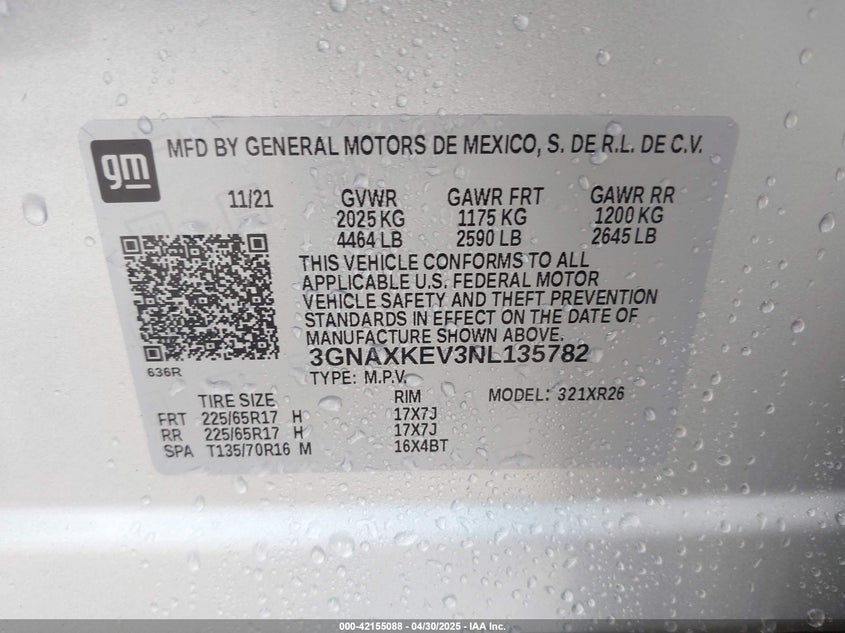 gm
MFD BY GENERAL MOTORS DE MEXICO, S. DE R.L. DE C.V.
11/21 GVWR GAWR FRT GAWR RR
2025 KG 1175 KG 1200 KG
4464 LB 2590 LB 2645 LB
THIS VEHICLE CONFORMS TO ALL
APPLICABLE U.S. FEDERAL MOTOR
VEHICLE SAFETY AND THEFT PREVENTION
STANDARDS IN EFFECT ON THE DATE OF
MANUFACTURE SHOWN ABOVE.
3GNAXKEV3NL135782
636R
TYPE: M.P.V.
TIRE SIZE RIM MODEL: 321XR26
FRT 225/65R17 H 17X7J
RR 225/65R17 H 17X7J
SPA T135/70R16 M 16X4BT
000-42155088 - 04/30/2025 - IAA Inc.